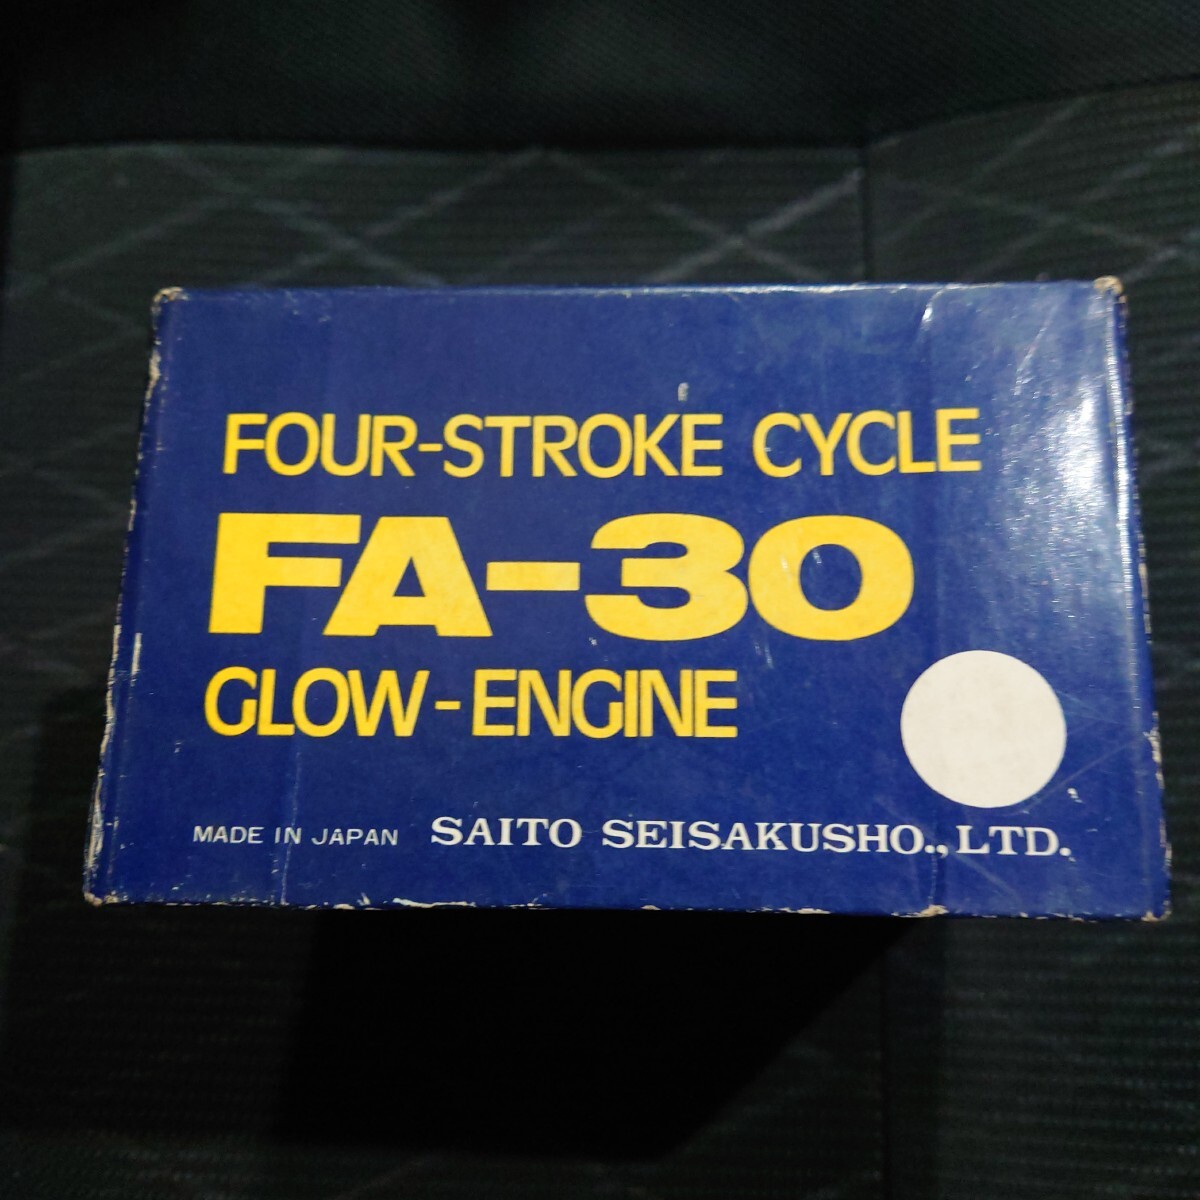 FOUR-STROKE CYCLE
FA-30
GLOW-ENGINE
MADE IN JAPAN SAITO SEISAKUSHO., LTD.